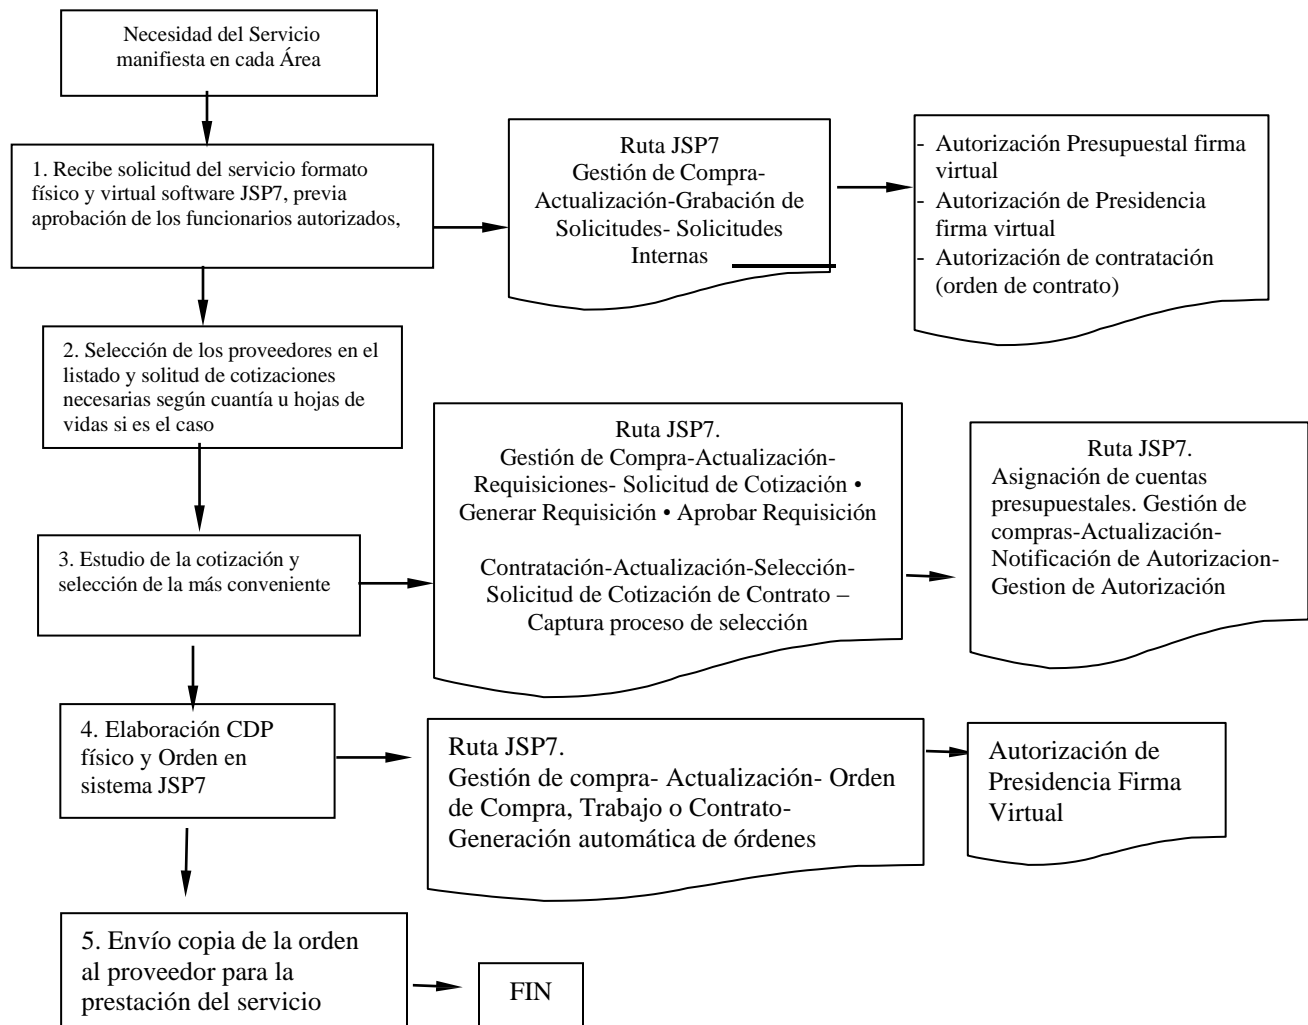 Necesidad del Servicio
manifiesta en cada Área
1. Recibe solicitud del servicio formato
físico y virtual software JSP7, previa
aprobación de los funcionarios autorizados,
Ruta JSP7
Gestión de Compra-
Actualización-Grabación de
Solicitudes- Solicitudes
Internas
- Autorización Presupuestal firma
virtual
- Autorización de Presidencia
firma virtual
- Autorización de contratación
(orden de contrato)
2. Selección de los proveedores en el
listado y solitud de cotizaciones
necesarias según cuantía u hojas de
vidas si es el caso
Ruta JSP7.
Gestión de Compra-Actualización-
Requisiciones- Solicitud de Cotización •
Generar Requisición • Aprobar Requisición
Contratación-Actualización-Selección-
Solicitud de Cotización de Contrato –
Captura proceso de selección
Ruta JSP7.
Asignación de cuentas
presupuestales. Gestión de
compras-Actualización-
Notificación de Autorizacion-
Gestion de Autorización
3. Estudio de la cotización y
selección de la más conveniente
4. Elaboración CDP
físico y Orden en
sistema JSP7
Ruta JSP7.
Gestión de compra- Actualización- Orden
de Compra, Trabajo o Contrato-
Generación automática de órdenes
Autorización de
Presidencia Firma
Virtual
5. Envío copia de la orden
al proveedor para la
prestación del servicio
FIN